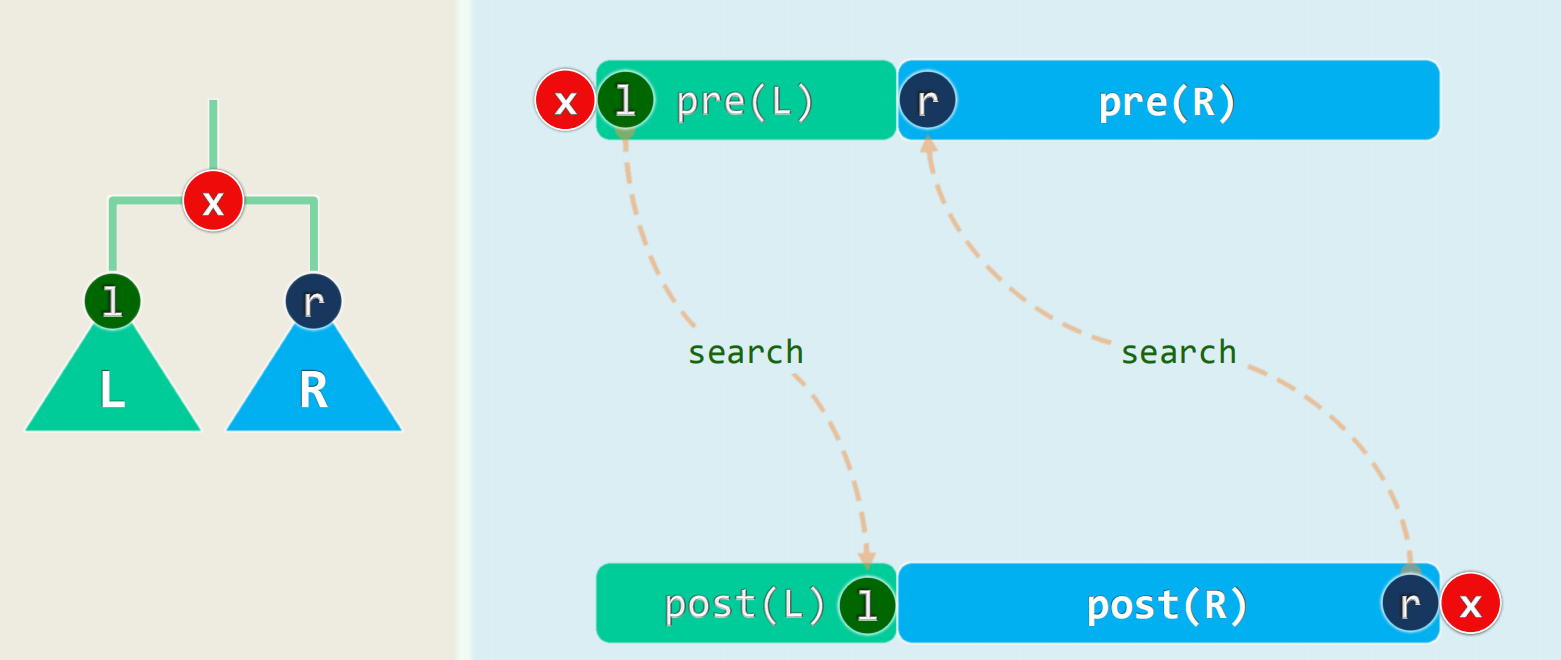 x
l
r
L
R
x
l
pre(L)
r
pre(R)
search
search
post(L)
l
post(R)
r
x